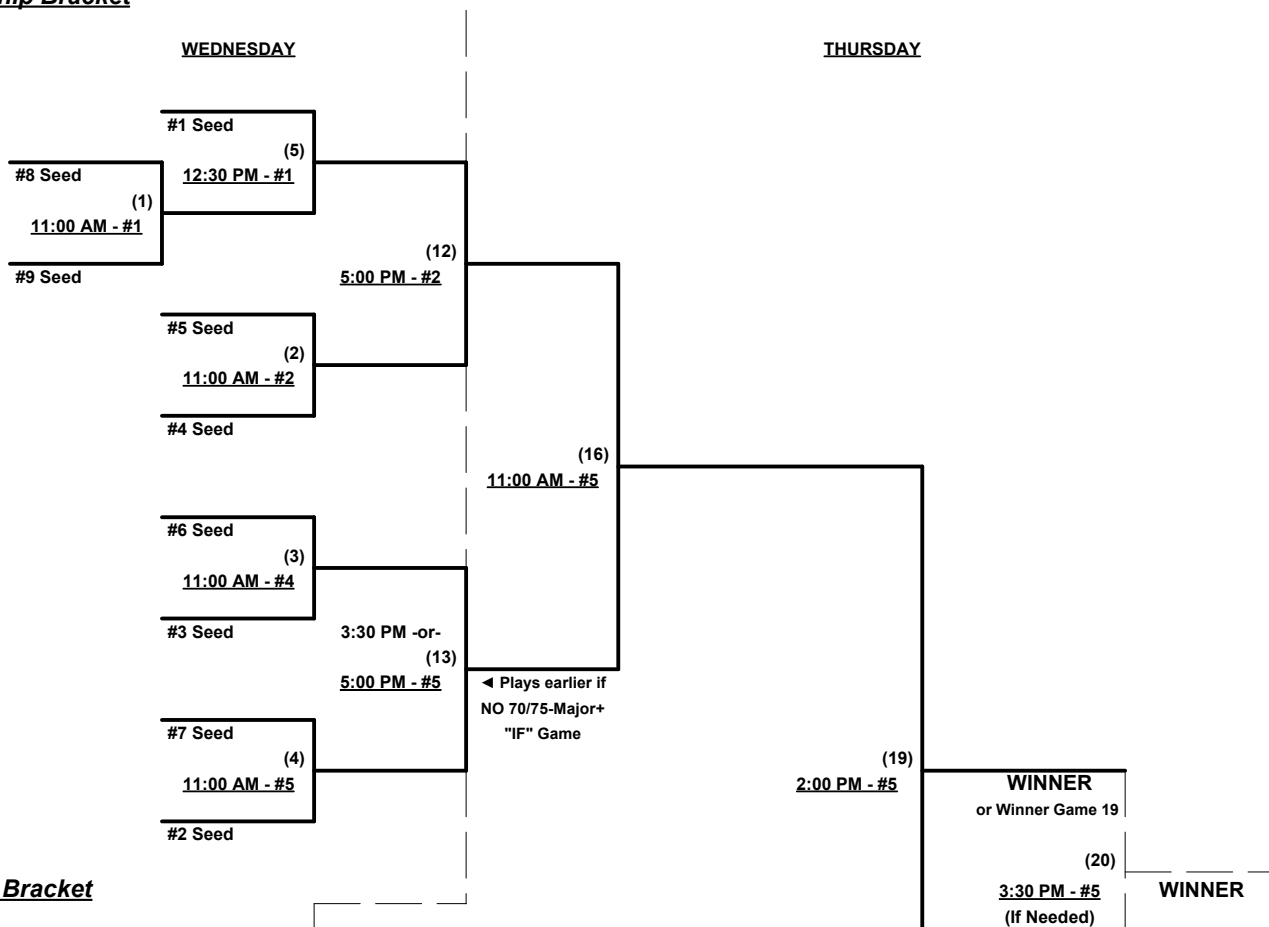 Bracket
WEDNESDAY
THURSDAY
#1 Seed
(5)
12:30 PM - #1
#8 Seed
(1)
11:00 AM - #1
#9 Seed
(12)
5:00 PM - #2
#5 Seed
(2)
11:00 AM - #2
#4 Seed
(16)
11:00 AM - #5
#6 Seed
(3)
11:00 AM - #4
#3 Seed
3:30 PM -or-
(13)
5:00 PM - #5
◄ Plays earlier if
NO 70/75-Major+
"IF" Game
#7 Seed
(4)
11:00 AM - #5
#2 Seed
(19)
2:00 PM - #5
WINNER
or Winner Game 19
(20)
3:30 PM - #5
(If Needed)
WINNER
Bracket